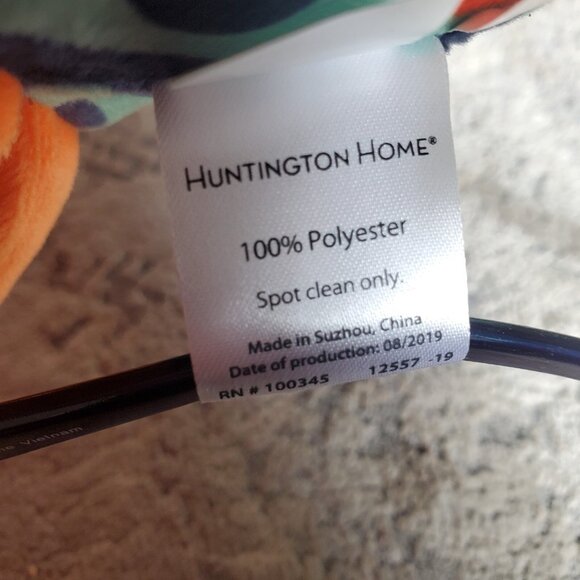 HUNTINGTON HOME®
100% Polyester
Spot clean only.
Made in Suzhou, China
Date of production: 08/2019
RN # 100345 12557 -19
Vietnam